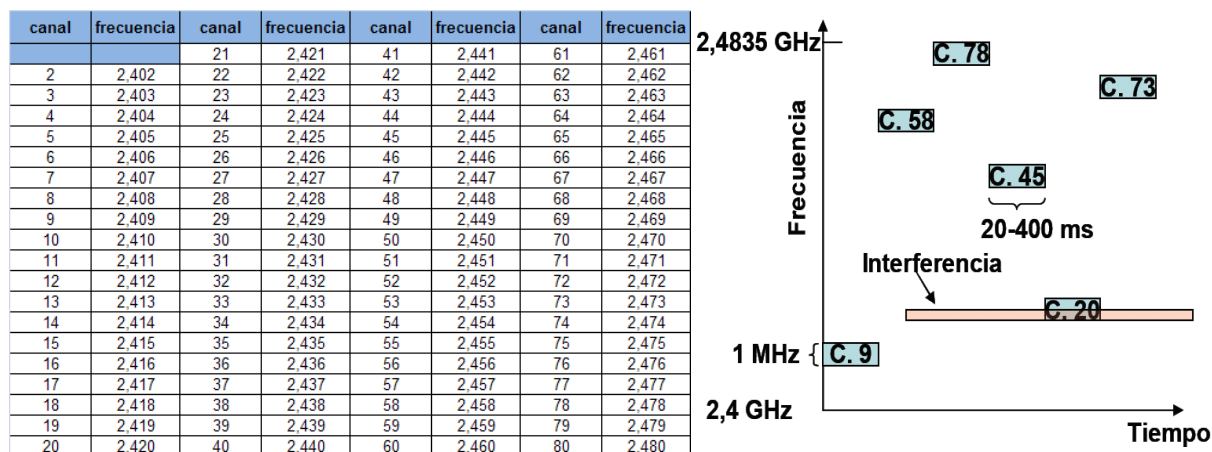 canal frecuencia canal frecuencia canal frecuencia canal frecuencia
21 2,421 41 2,441 61 2,461
2 2,402 22 2,422 42 2,442 62 2,462
3 2,403 23 2,423 43 2,443 63 2,463
4 2,404 24 2,424 44 2,444 64 2,464
5 2,405 25 2,425 45 2,445 65 2,465
6 2,406 26 2,426 46 2,446 66 2,466
7 2,407 27 2,427 47 2,447 67 2,467
8 2,408 28 2,428 48 2,448 68 2,468
9 2,409 29 2,429 49 2,449 69 2,469
10 2,410 30 2,430 50 2,450 70 2,470
11 2,411 31 2,431 51 2,451 71 2,471
12 2,412 32 2,432 52 2,452 72 2,472
13 2,413 33 2,433 53 2,453 73 2,473
14 2,414 34 2,434 54 2,454 74 2,474
15 2,415 35 2,435 55 2,455 75 2,475
16 2,416 36 2,436 56 2,456 76 2,476
17 2,417 37 2,437 57 2,457 77 2,477
18 2,418 38 2,438 58 2,458 78 2,478
19 2,419 39 2,439 59 2,459 79 2,479
20 2,420 40 2,440 60 2,460 80 2,480
2,4835 GHz
C. 78
C. 73
C. 58
Frecuencia
C. 45
20-400 ms
Interferencia
C. 20
1 MHz
C. 9
2,4 GHz
Tiempo